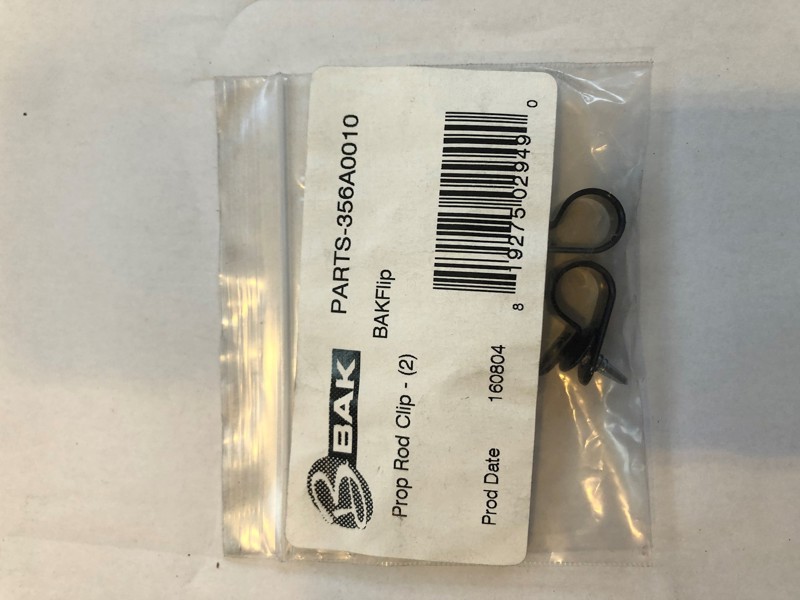 BAK PARTS-356A0010
BAKFlip
Prop Rod Clip - (2)
Prod Date 160804
8 19275 02949 0